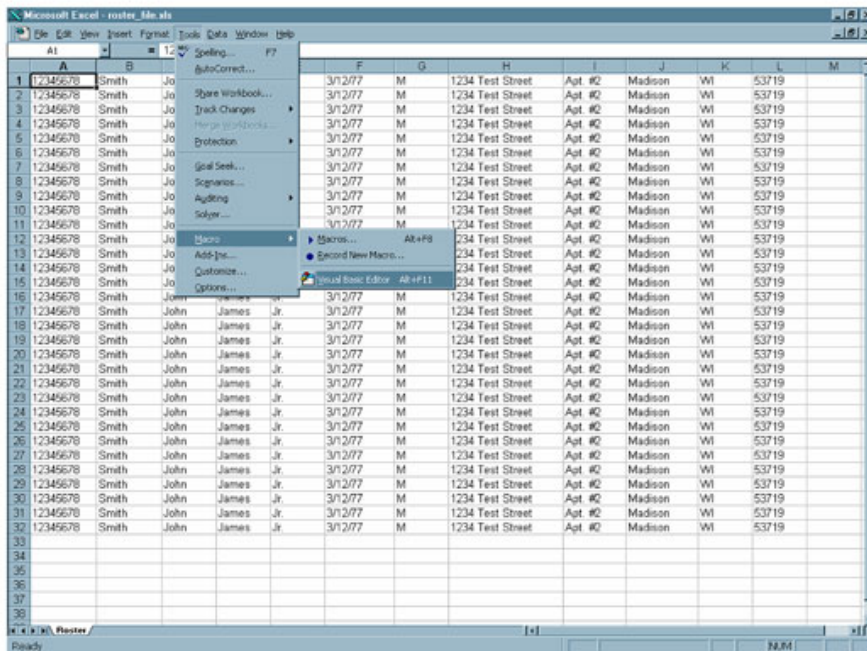 Microsoft Excel - roster_file.xls
File Edit View Insert Format Tools Data Window Help
A1 = 12
Spelling... F7
AutoCorrect...
Share Workbook...
Track Changes
Merge Workbooks...
Protection
Goal Seek...
Scenarios...
Auditing
Solver...
Macro
Add-Ins...
Customize...
Options...
Macros... Alt+F8
Record New Macro...
Visual Basic Editor Alt+F11
A B F G H I J K L M
1 12345678 Smith Jo 3/12/77 M 1234 Test Street Apt. #2 Madison WI 53719
2 12345678 Smith Jo 3/12/77 M 1234 Test Street Apt. #2 Madison WI 53719
3 12345678 Smith Jo 3/12/77 M 1234 Test Street Apt. #2 Madison WI 53719
4 12345678 Smith Jo 3/12/77 M 1234 Test Street Apt. #2 Madison WI 53719
5 12345678 Smith Jo 3/12/77 M 1234 Test Street Apt. #2 Madison WI 53719
6 12345678 Smith Jo 3/12/77 M 1234 Test Street Apt. #2 Madison WI 53719
7 12345678 Smith Jo 3/12/77 M 1234 Test Street Apt. #2 Madison WI 53719
8 12345678 Smith Jo 3/12/77 M 1234 Test Street Apt. #2 Madison WI 53719
9 12345678 Smith Jo 3/12/77 M 1234 Test Street Apt. #2 Madison WI 53719
10 12345678 Smith Jo 3/12/77 M 1234 Test Street Apt. #2 Madison WI 53719
11 12345678 Smith Jo 3/12/77 M 1234 Test Street Apt. #2 Madison WI 53719
12 12345678 Smith Jo 1234 Test Street Apt. #2 Madison WI 53719
13 12345678 Smith Jo 1234 Test Street Apt. #2 Madison WI 53719
14 12345678 Smith Jo 1234 Test Street Apt. #2 Madison WI 53719
15 12345678 Smith Jo 1234 Test Street Apt. #2 Madison WI 53719
16 12345678 Smith John James Jr. 3/12/77 M 1234 Test Street Apt. #2 Madison WI 53719
17 12345678 Smith John James Jr. 3/12/77 M 1234 Test Street Apt. #2 Madison WI 53719
18 12345678 Smith John James Jr. 3/12/77 M 1234 Test Street Apt. #2 Madison WI 53719
19 12345678 Smith John James Jr. 3/12/77 M 1234 Test Street Apt. #2 Madison WI 53719
20 12345678 Smith John James Jr. 3/12/77 M 1234 Test Street Apt. #2 Madison WI 53719
21 12345678 Smith John James Jr. 3/12/77 M 1234 Test Street Apt. #2 Madison WI 53719
22 12345678 Smith John James Jr. 3/12/77 M 1234 Test Street Apt. #2 Madison WI 53719
23 12345678 Smith John James Jr. 3/12/77 M 1234 Test Street Apt. #2 Madison WI 53719
24 12345678 Smith John James Jr. 3/12/77 M 1234 Test Street Apt. #2 Madison WI 53719
25 12345678 Smith John James Jr. 3/12/77 M 1234 Test Street Apt. #2 Madison WI 53719
26 12345678 Smith John James Jr. 3/12/77 M 1234 Test Street Apt. #2 Madison WI 53719
27 12345678 Smith John James Jr. 3/12/77 M 1234 Test Street Apt. #2 Madison WI 53719
28 12345678 Smith John James Jr. 3/12/77 M 1234 Test Street Apt. #2 Madison WI 53719
29 12345678 Smith John James Jr. 3/12/77 M 1234 Test Street Apt. #2 Madison WI 53719
30 12345678 Smith John James Jr. 3/12/77 M 1234 Test Street Apt. #2 Madison WI 53719
31 12345678 Smith John James Jr. 3/12/77 M 1234 Test Street Apt. #2 Madison WI 53719
32 12345678 Smith John James Jr. 3/12/77 M 1234 Test Street Apt. #2 Madison WI 53719
33
34
35
36
37
38
Roster
Ready NUM